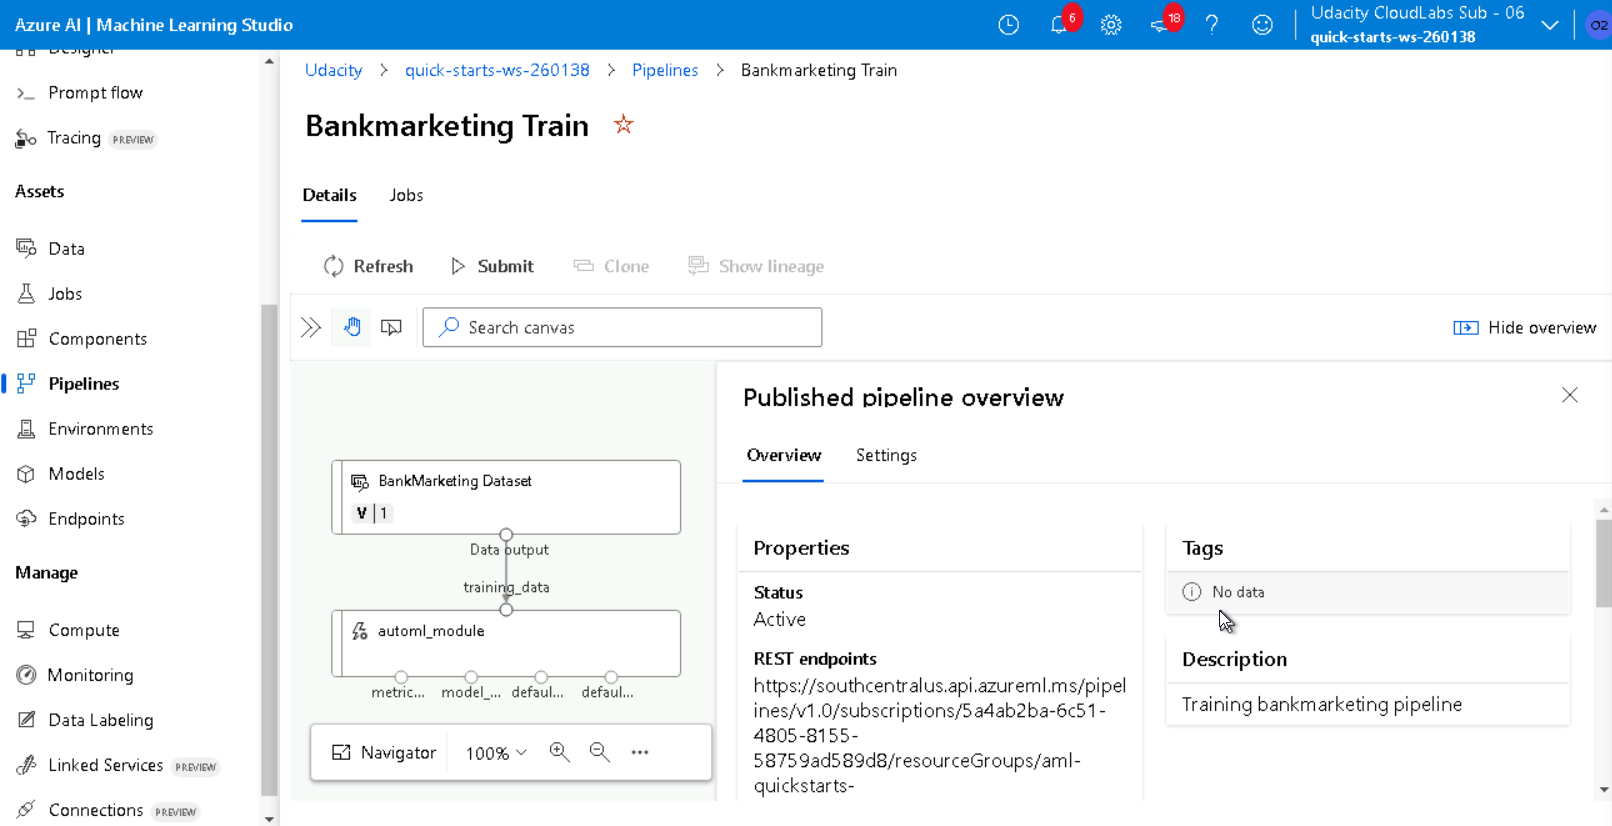 Azure AI | Machine Learning Studio
6
18
Udacity CloudLabs Sub - 06
quick-starts-ws-260138
O2
Designer
Prompt flow
Tracing PREVIEW
Assets
Data
Jobs
Components
Pipelines
Environments
Models
Endpoints
Manage
Compute
Monitoring
Data Labeling
Linked Services PREVIEW
Connections PREVIEW
Udacity > quick-starts-ws-260138 > Pipelines > Bankmarketing Train
Bankmarketing Train
Details Jobs
Refresh Submit Clone Show lineage
Search canvas
Hide overview
BankMarketing Dataset
V | 1
Data output
training_data
automl_module
metric... model_... defaul... defaul...
Navigator 100%
Published pipeline overview
Overview Settings
Properties
Status
Active
REST endpoints
https://southcentralus.api.azureml.ms/pipel
ines/v1.0/subscriptions/5a4ab2ba-6c51-
4805-8155-
58759ad589d8/resourceGroups/aml-
quickstarts-
Tags
No data
Description
Training bankmarketing pipeline